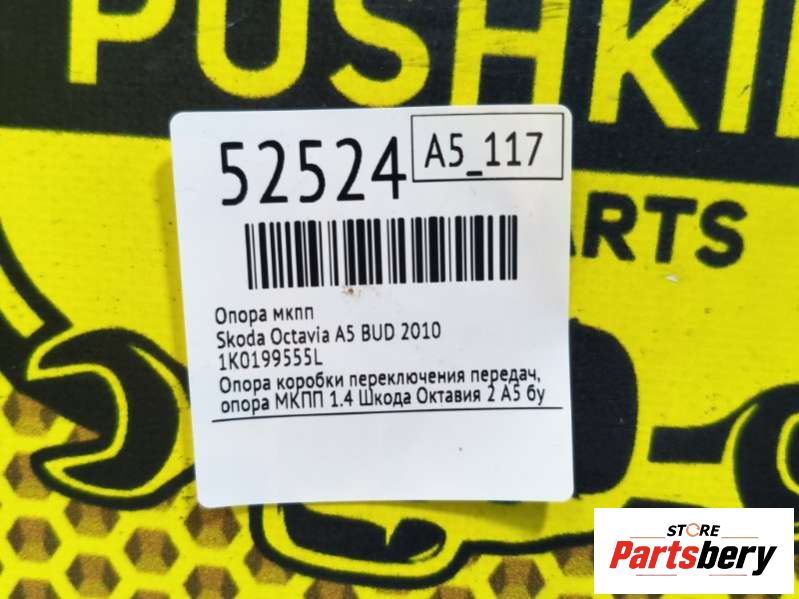 PUSHKI
52524
A5_117
ARTS
Опора мкпп
Skoda Octavia A5 BUD 2010
1K0199555L
Опора коробки переключения передач,
опора МКПП 1.4 Шкода Октавия 2 А5 бу
STORE
Partsbery